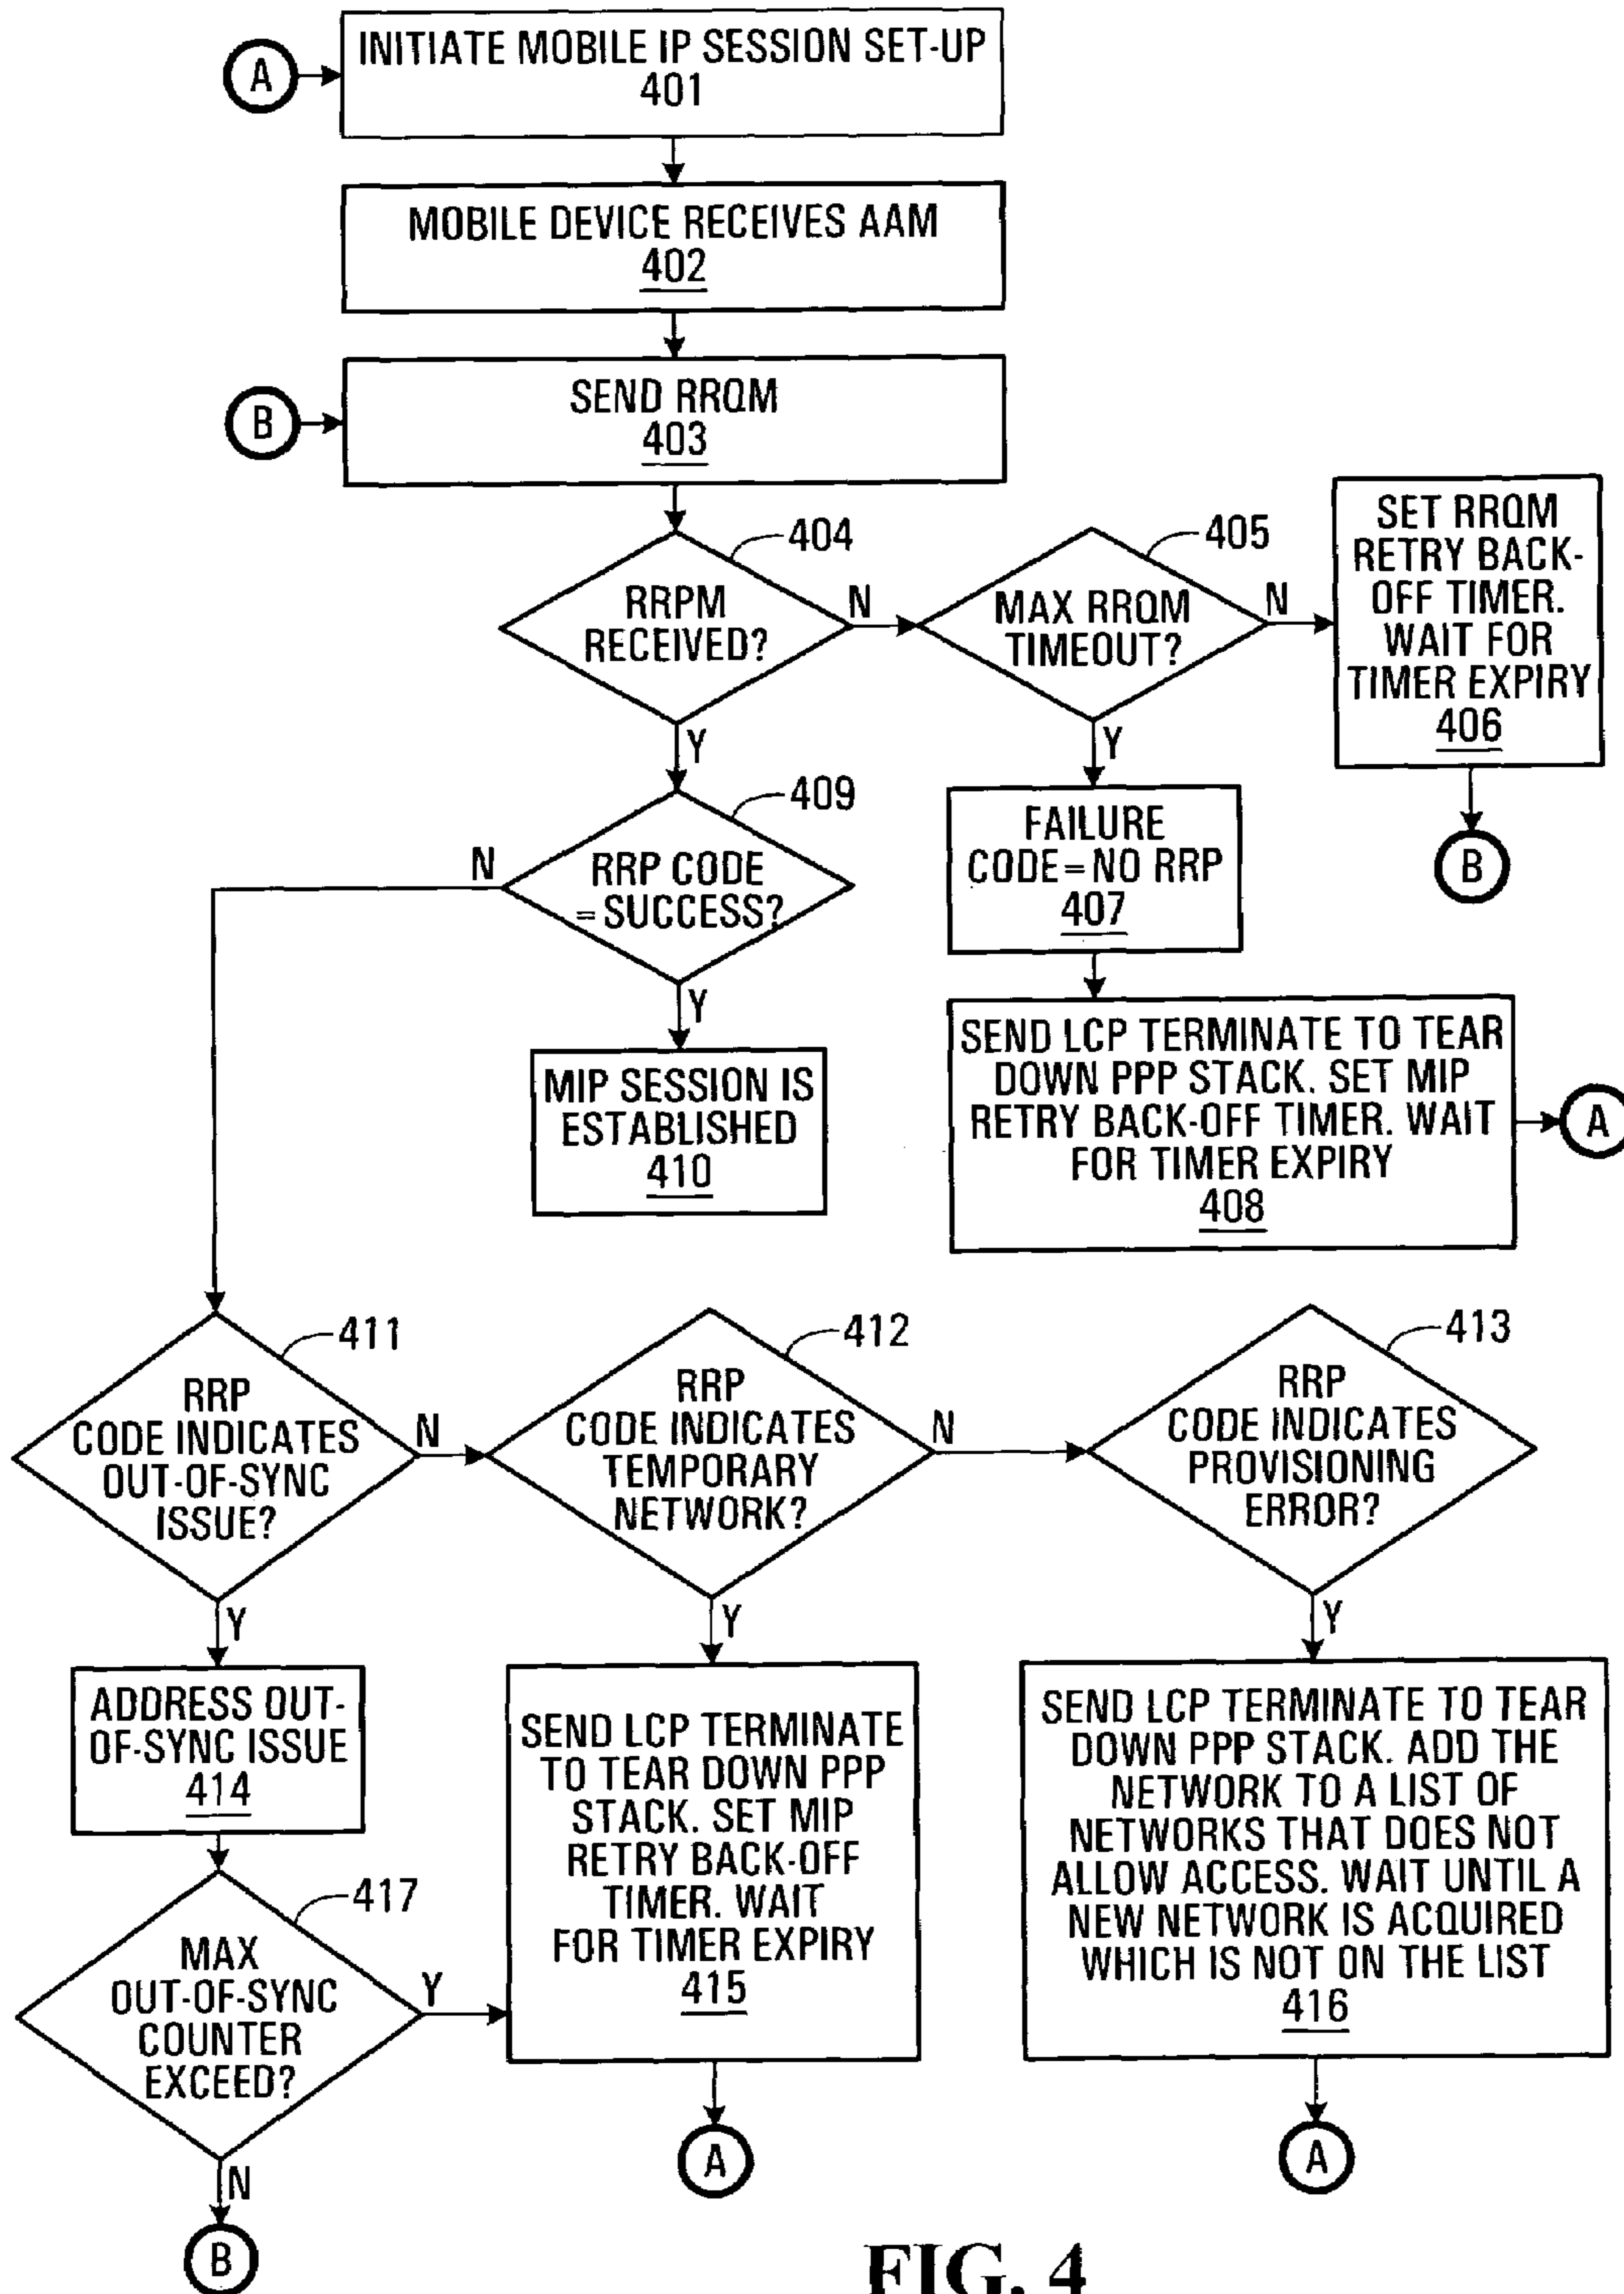 A
INITIATE MOBILE IP SESSION SET-UP
401
MOBILE DEVICE RECEIVES AAM
402
B
SEND RRQM
403
404
RRPM
RECEIVED?
N
Y
405
MAX RRQM
TIMEOUT?
N
Y
SET RRQM
RETRY BACK-
OFF TIMER.
WAIT FOR
TIMER EXPIRY
406
B
409
RRP CODE
= SUCCESS?
N
Y
FAILURE
CODE = NO RRP
407
MIP SESSION IS
ESTABLISHED
410
SEND LCP TERMINATE TO TEAR
DOWN PPP STACK. SET MIP
RETRY BACK-OFF TIMER. WAIT
FOR TIMER EXPIRY
408
A
411
RRP
CODE INDICATES
OUT-OF-SYNC
ISSUE?
N
Y
412
RRP
CODE INDICATES
TEMPORARY
NETWORK?
N
Y
413
RRP
CODE INDICATES
PROVISIONING
ERROR?
Y
ADDRESS OUT-
OF-SYNC ISSUE
414
417
MAX
OUT-OF-SYNC
COUNTER
EXCEED?
Y
N
B
SEND LCP TERMINATE
TO TEAR DOWN PPP
STACK. SET MIP
RETRY BACK-OFF
TIMER. WAIT
FOR TIMER EXPIRY
415
A
SEND LCP TERMINATE TO TEAR
DOWN PPP STACK. ADD THE
NETWORK TO A LIST OF
NETWORKS THAT DOES NOT
ALLOW ACCESS. WAIT UNTIL A
NEW NETWORK IS ACQUIRED
WHICH IS NOT ON THE LIST
416
A
FIG. 4